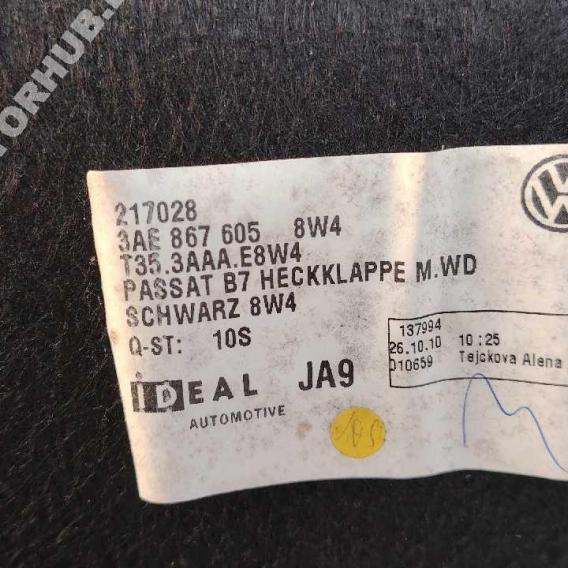 TORHUB.
217028
3AE 867 605 8W4
T35.3AAA.E8W4
PASSAT B7 HECKKLAPPE M.WD
SCHWARZ 8W4
Q-ST: 10S
137994
26.10.10 10:25
D10659 Tejckova Alena
IDEAL JA9
AUTOMOTIVE